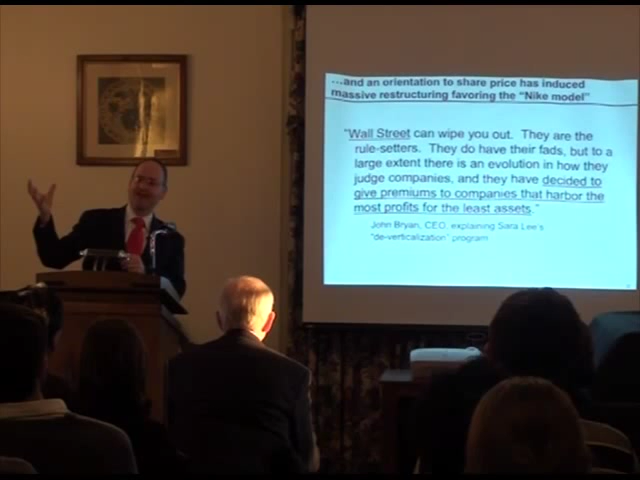 ...and an orientation to share price has induced
massive restructuring favoring the "Nike model"
"Wall Street can wipe you out. They are the
rule-setters. They do have their fads, but to a
large extent there is an evolution in how they
judge companies, and they have decided to
give premiums to companies that harbor the
most profits for the least assets."
John Bryan, CEO, explaining Sara Lee's
"de-verticalization" program